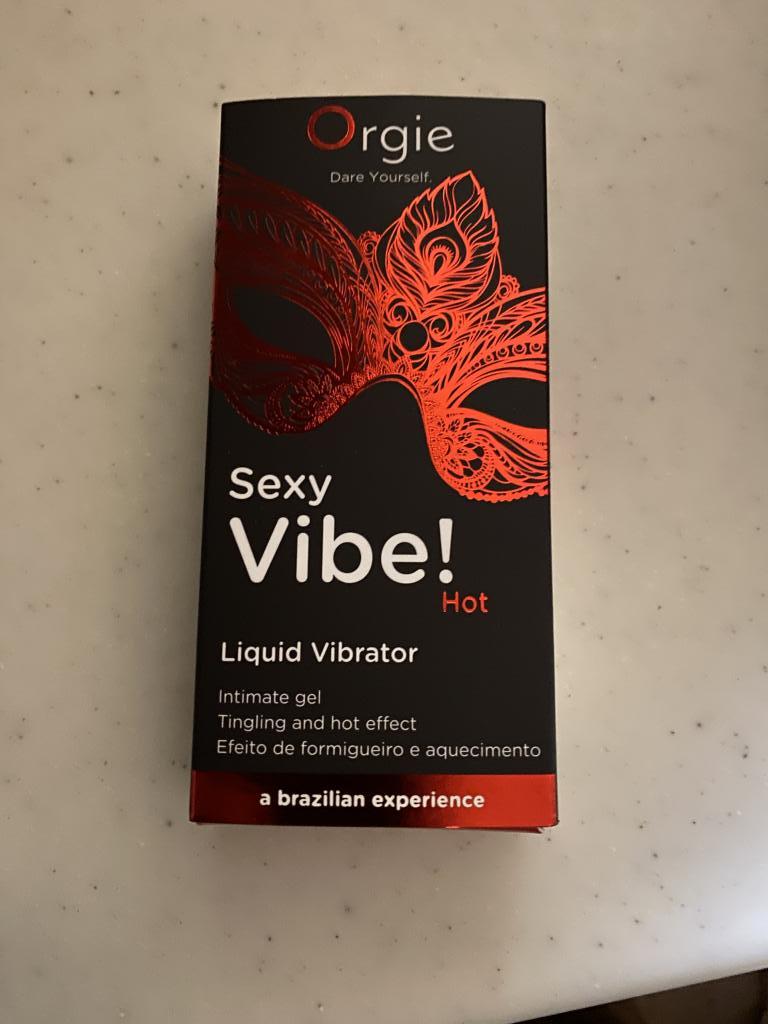 Orgie
Dare Yourself.
Sexy
Vibe!
Hot
Liquid Vibrator
Intimate gel
Tingling and hot effect
Efeito de formigueiro e aquecimento
a brazilian experience